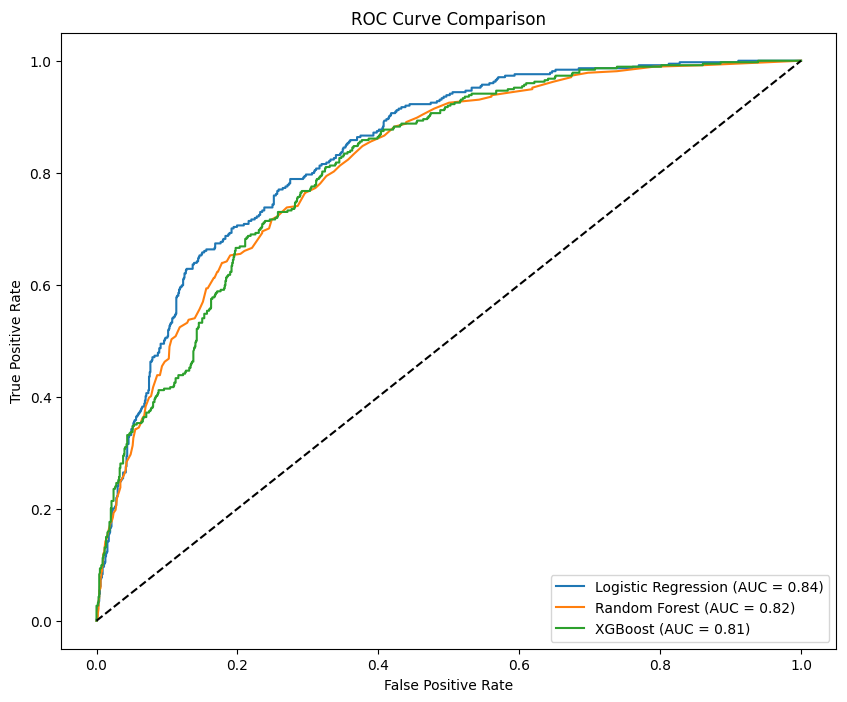 ROC Curve Comparison
True Positive Rate
1.0
0.8
0.6
0.4
0.2
0.0
0.0 0.2 0.4 0.6 0.8 1.0
False Positive Rate
Logistic Regression (AUC = 0.84)
Random Forest (AUC = 0.82)
XGBoost (AUC = 0.81)